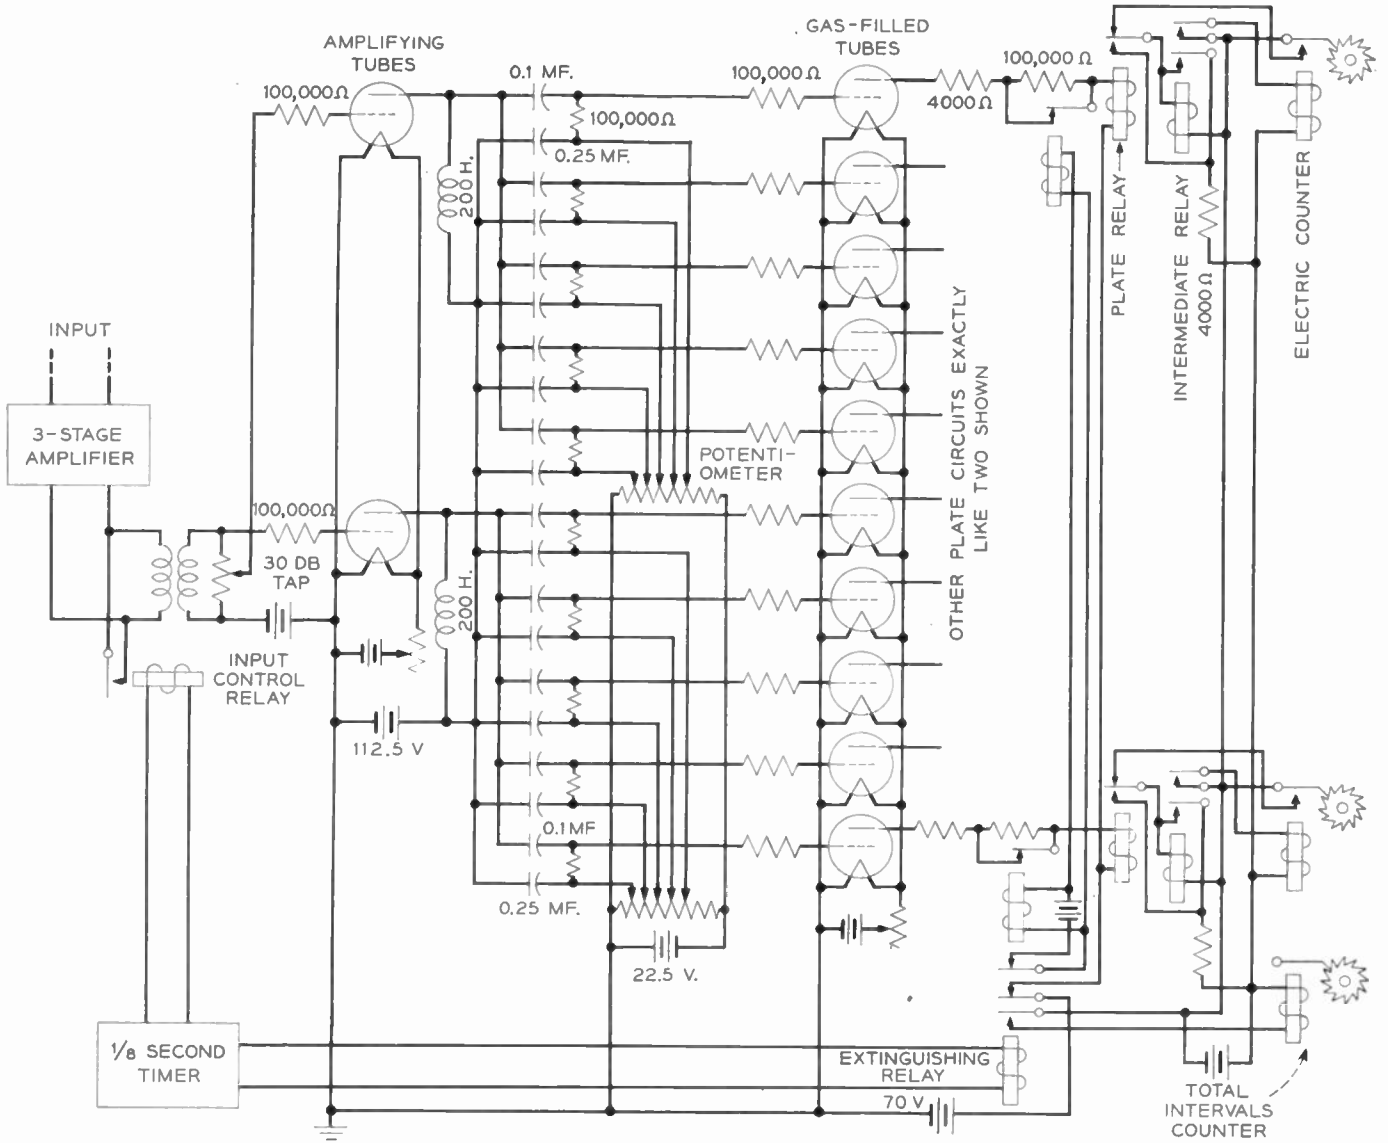 AMPLIFYING
TUBES
GAS-FILLED
TUBES
0.1 MF.
100,000Ω
100,000Ω
100,000Ω
4000Ω
100,000Ω
100,000Ω
0.25 MF.
200 H.
PLATE RELAY
INTERMEDIATE RELAY
4000Ω
ELECTRIC COUNTER
INPUT
3-STAGE
AMPLIFIER
OTHER PLATE CIRCUITS EXACTLY
LIKE TWO SHOWN
POTENTI-
OMETER
100,000Ω
30 DB
TAP
200 H.
INPUT
CONTROL
RELAY
112.5 V
0.1MF
0.25 MF.
22.5 V.
1/8 SECOND
TIMER
EXTINGUISHING
RELAY
70 V
TOTAL
INTERVALS
COUNTER